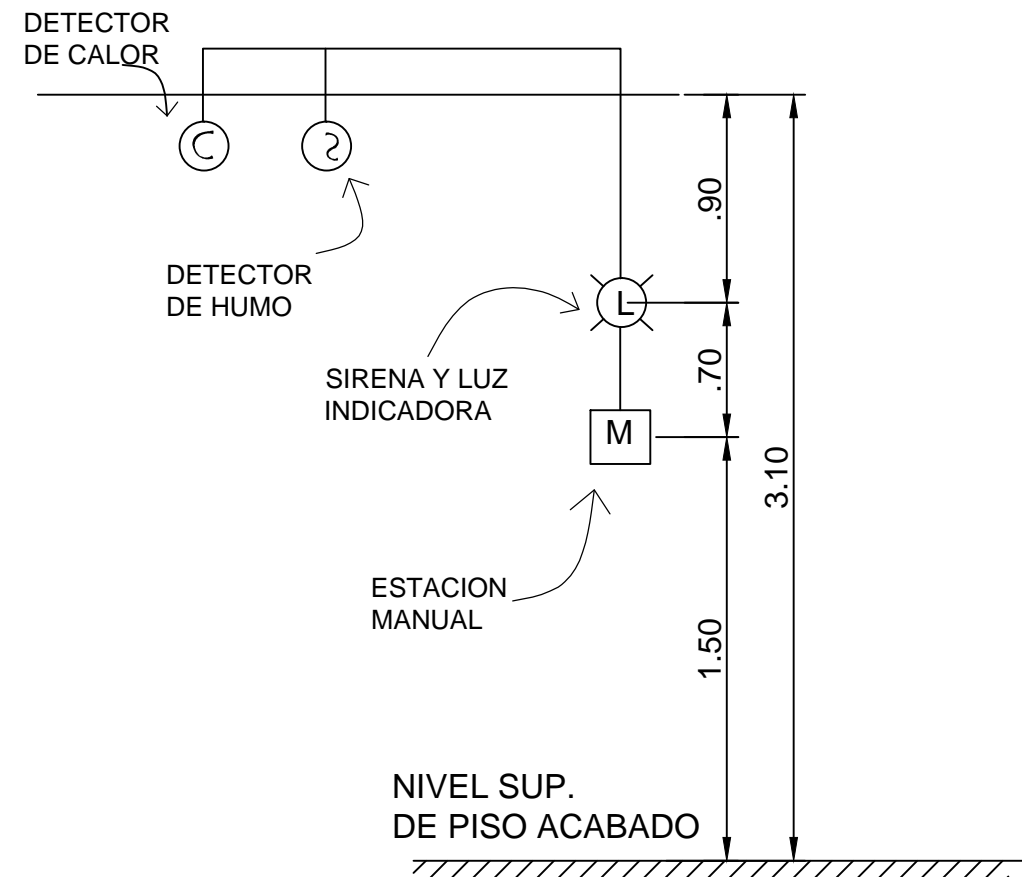 DETECTOR
DE CALOR
C
DETECTOR
DE HUMO
SIRENA Y LUZ
INDICADORA
L
M
ESTACION
MANUAL
.90
.70
3.10
1.50
NIVEL SUP.
DE PISO ACABADO